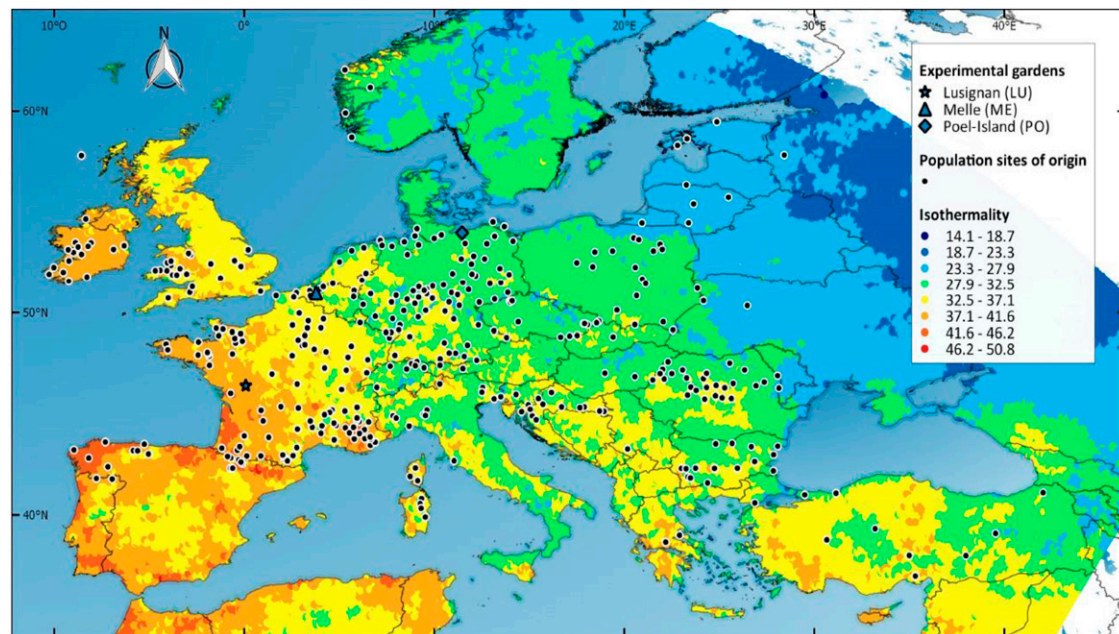 10°O 0° -10°E 20°E 30°E 40°E
N
60°N
50°N
40°N
Experimental gardens
Lusignan (LU)
Melle (ME)
Poel-Island (PO)
Population sites of origin
Isothermality
14.1 - 18.7
18.7 - 23.3
23.3 - 27.9
27.9 - 32.5
32.5 - 37.1
37.1 - 41.6
41.6 - 46.2
46.2 - 50.8